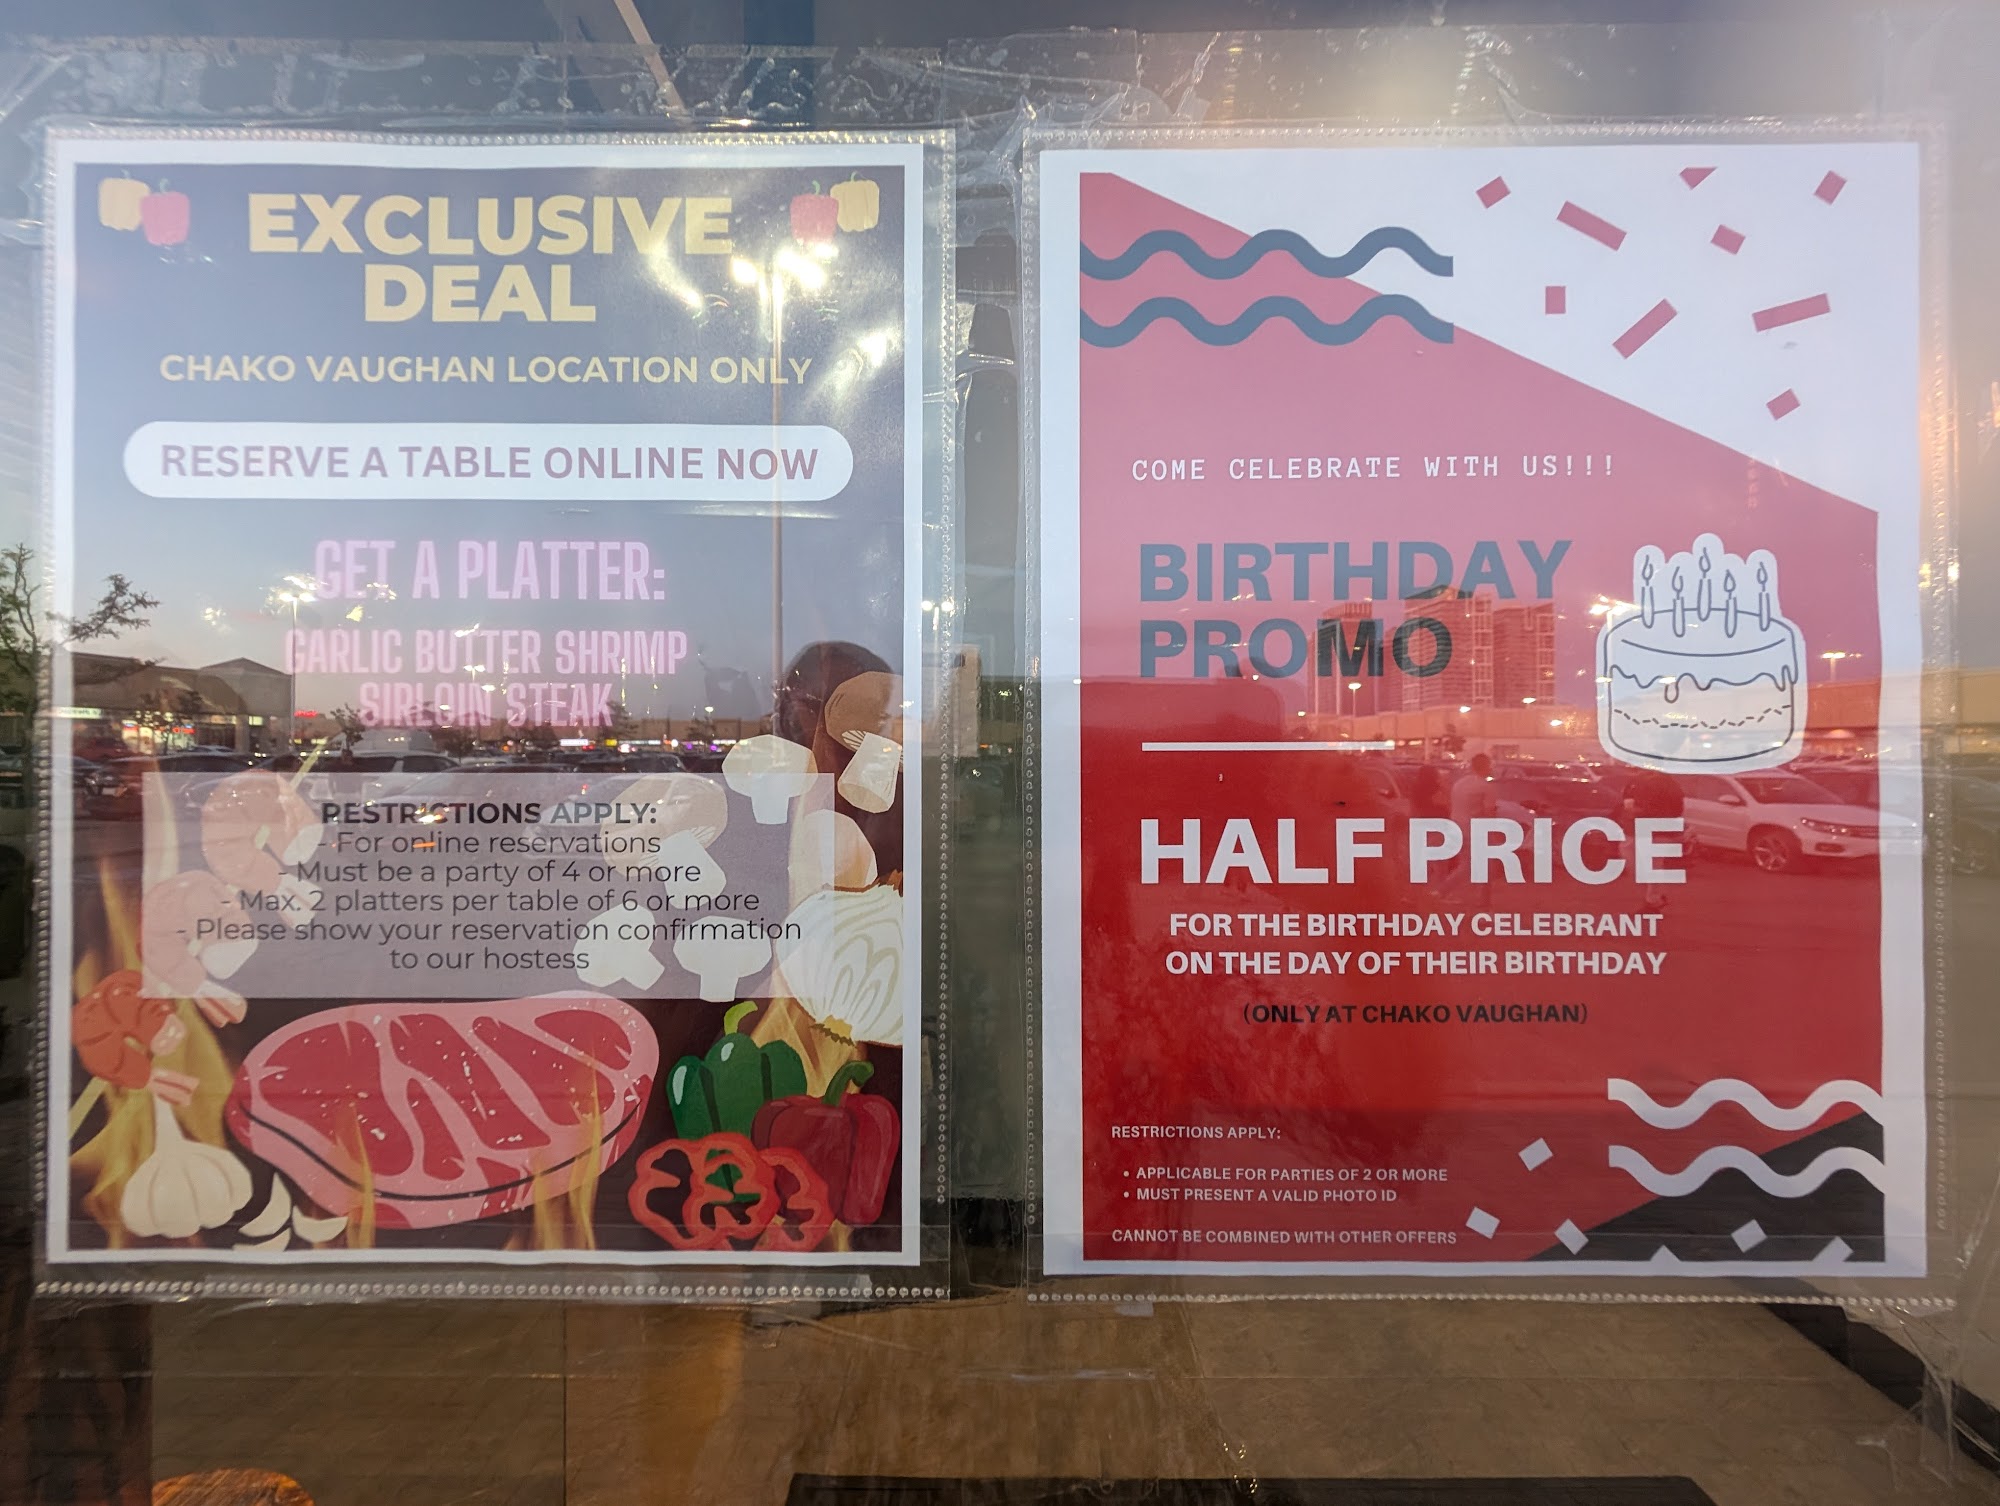 EXCLUSIVE
DEAL
CHAKO VAUGHAN LOCATION ONLY
RESERVE A TABLE ONLINE NOW
GET A PLATTER:
GARLIC BUTTER SHRIMP
SIRLOIN STEAK
RESTRICTIONS APPLY:
- For online reservations
- Must be a party of 4 or more
- Max. 2 platters per table of 6 or more
- Please show your reservation confirmation
to our hostess
COME CELEBRATE WITH US!!!
BIRTHDAY
PROMO
HALF PRICE
FOR THE BIRTHDAY CELEBRANT
ON THE DAY OF THEIR BIRTHDAY
(ONLY AT CHAKO VAUGHAN)
RESTRICTIONS APPLY:
• APPLICABLE FOR PARTIES OF 2 OR MORE
• MUST PRESENT A VALID PHOTO ID
CANNOT BE COMBINED WITH OTHER OFFERS